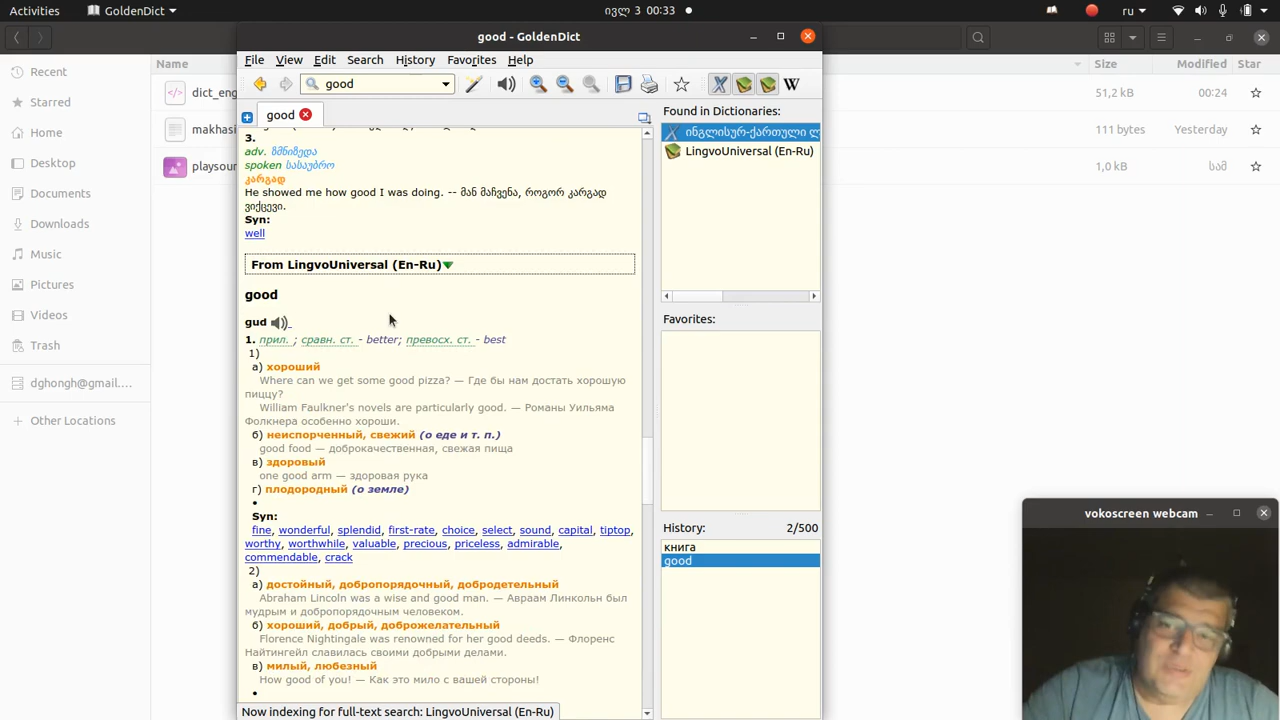 Activities
GoldenDict
ივლ 3 00:33
ru
good - GoldenDict
File View Edit Search History Favorites Help
good
W
good
3.
adv. ზმნიზედა
spoken სასაუბრო
კარგად
He showed me how good I was doing. -- მან მაჩვენა, როგორ კარგად
ვიქცევი.
Syn:
well
From LingvoUniversal (En-Ru)
good
gud
1. прил. ; сравн. ст. - better; превосх. ст. - best
1)
а) хороший
Where can we get some good pizza? — Где бы нам достать хорошую
пиццу?
William Faulkner's novels are particularly good. — Романы Уильяма
Фолкнера особенно хороши.
б) неиспорченный, свежий (о еде и т. п.)
good food — доброкачественная, свежая пища
в) здоровый
one good arm — здоровая рука
г) плодородный (о земле)
•
Syn:
fine, wonderful, splendid, first-rate, choice, select, sound, capital, tiptop,
worthy, worthwhile, valuable, precious, priceless, admirable,
commendable, crack
2)
а) достойный, добропорядочный, добродетельный
Abraham Lincoln was a wise and good man. — Авраам Линкольн был
мудрым и добропорядочным человеком.
б) хороший, добрый, доброжелательный
Florence Nightingale was renowned for her good deeds. — Флоренс
Найтингейл славилась своими добрыми делами.
в) милый, любезный
How good of you! — Как это мило с вашей стороны!
•
Now indexing for full-text search: LingvoUniversal (En-Ru)
Found in Dictionaries:
ინგლისურ-ქართული ლ
LingvoUniversal (En-Ru)
Favorites:
History: 2/500
книга
good
Recent
Starred
Home
Desktop
Documents
Downloads
Music
Pictures
Videos
Trash
dghongh@gmail....
Other Locations
Name
dict_eng
makhasi
playsour
Size Modified Star
51,2 kB 00:24
111 bytes Yesterday
1,0 kB სამ
vokoscreen webcam